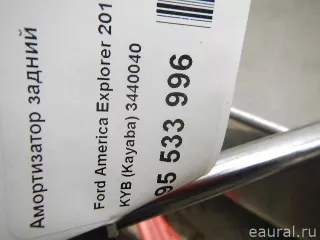 Амортизатор задний
Ford America Explorer 201
KYB (Kayaba) 3440040
95 533 996
eaural.ru